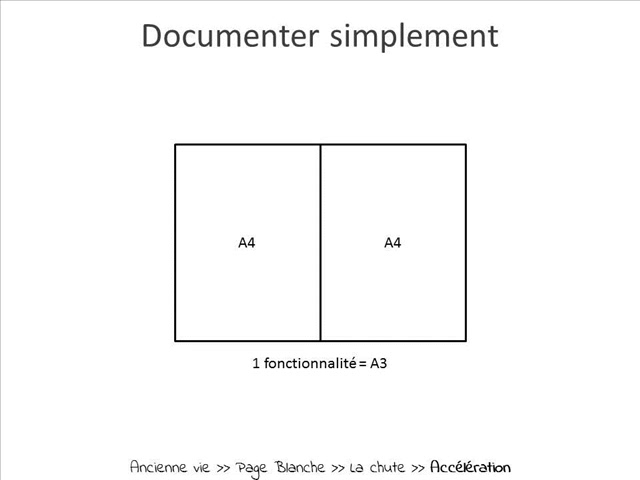 Documenter simplement
A4 A4
1 fonctionnalité = A3
Ancienne vie >> Page Blanche >> La chute >> Accélération